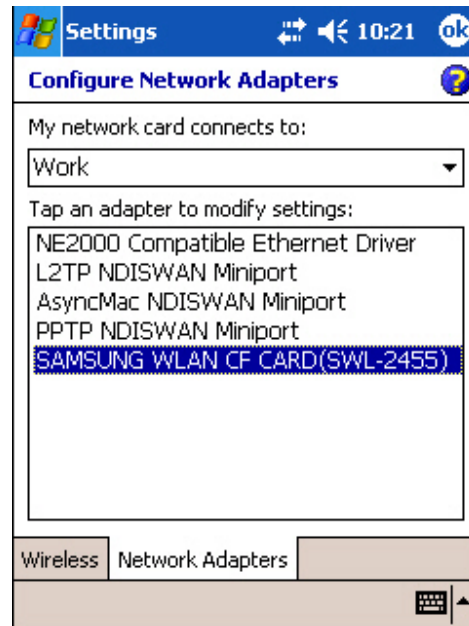 Settings 10:21 ok
Configure Network Adapters ?
My network card connects to:
Work
Tap an adapter to modify settings:
NE2000 Compatible Ethernet Driver
L2TP NDISWAN Miniport
AsyncMac NDISWAN Miniport
PPTP NDISWAN Miniport
SAMSUNG WLAN CF CARD(SWL-2455)
Wireless Network Adapters